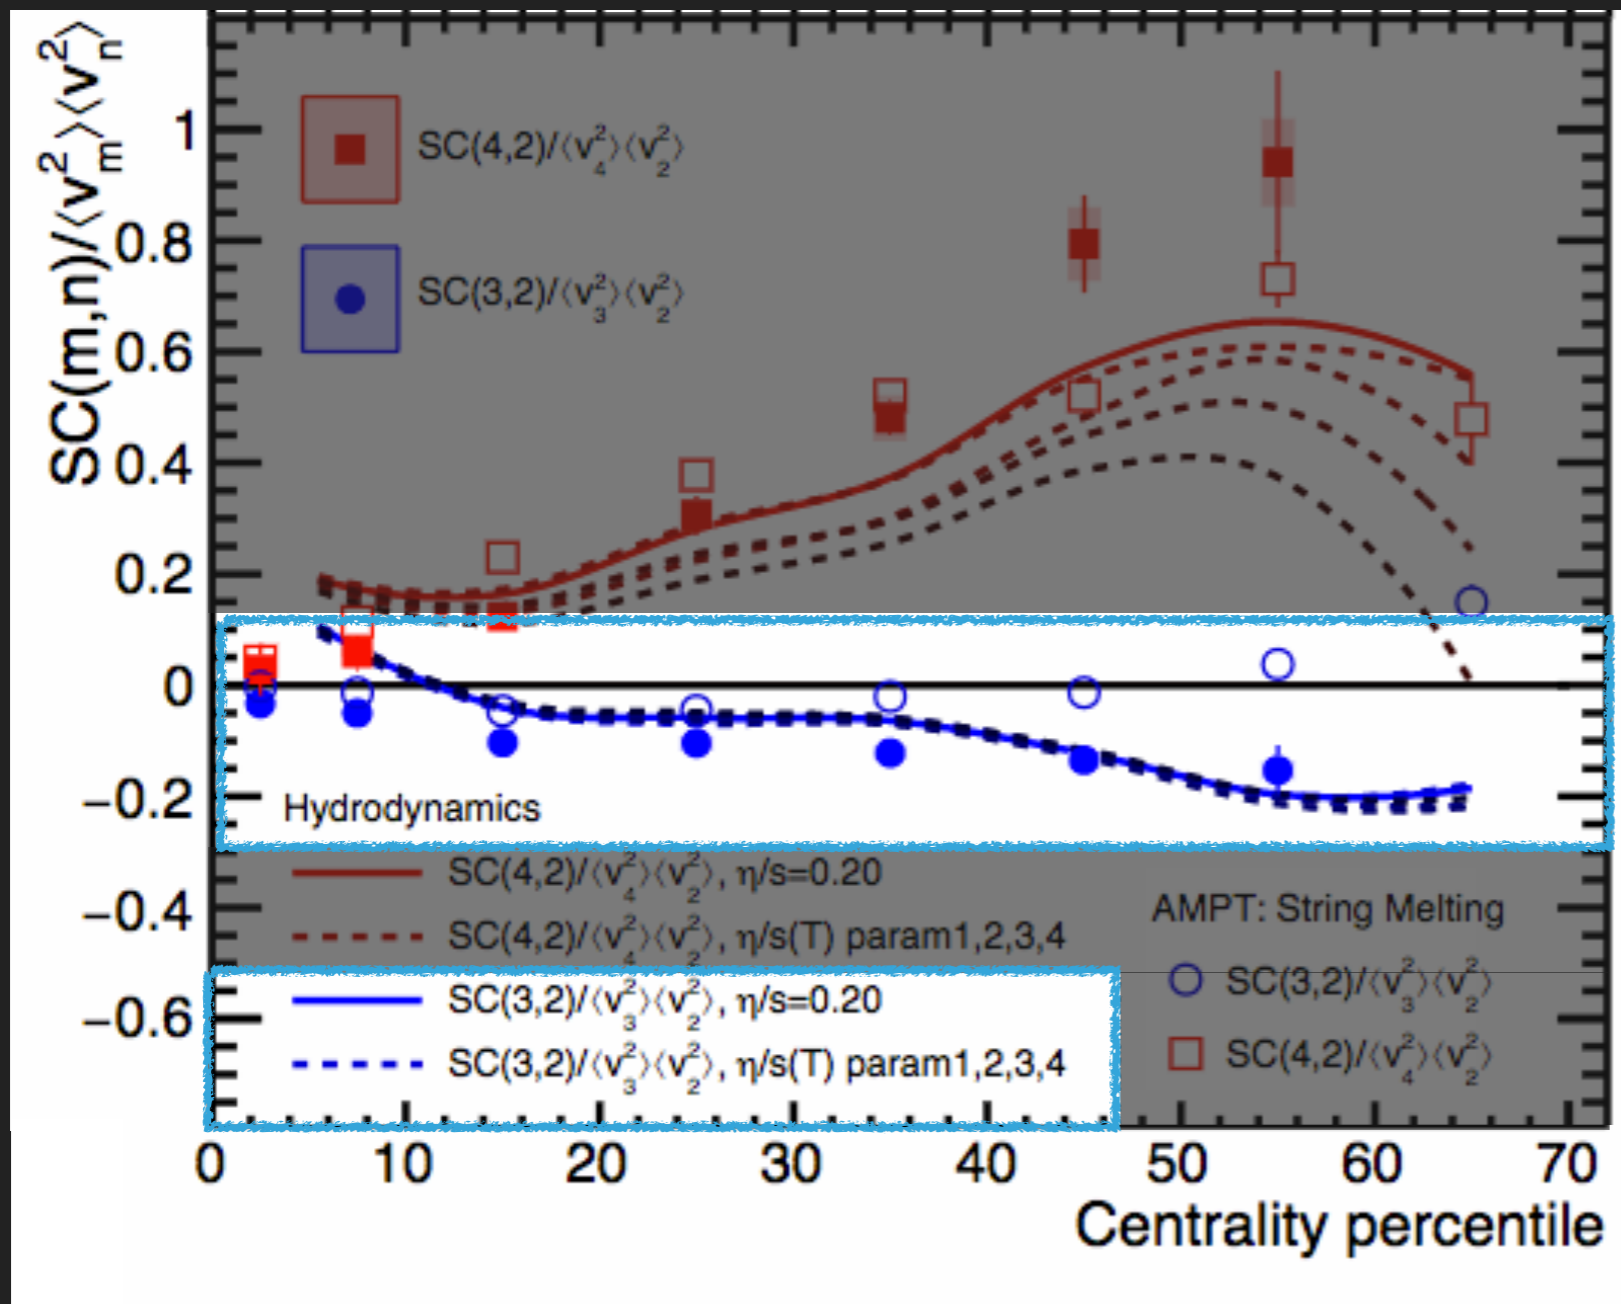 SC(m,n)/⟨v²ₘ⟩⟨v²ₙ⟩
1
0.8
0.6
0.4
0.2
0
−0.2
−0.4
−0.6
SC(4,2)/⟨v²₄⟩⟨v²₂⟩
SC(3,2)/⟨v²₃⟩⟨v²₂⟩
Hydrodynamics
SC(4,2)/⟨v²₄⟩⟨v²₂⟩, η/s=0.20
SC(4,2)/⟨v²₄⟩⟨v²₂⟩, η/s(T) param1,2,3,4
SC(3,2)/⟨v²₃⟩⟨v²₂⟩, η/s=0.20
SC(3,2)/⟨v²₃⟩⟨v²₂⟩, η/s(T) param1,2,3,4
AMPT: String Melting
SC(3,2)/⟨v²₃⟩⟨v²₂⟩
SC(4,2)/⟨v²₄⟩⟨v²₂⟩
0 10 20 30 40 50 60 70
Centrality percentile